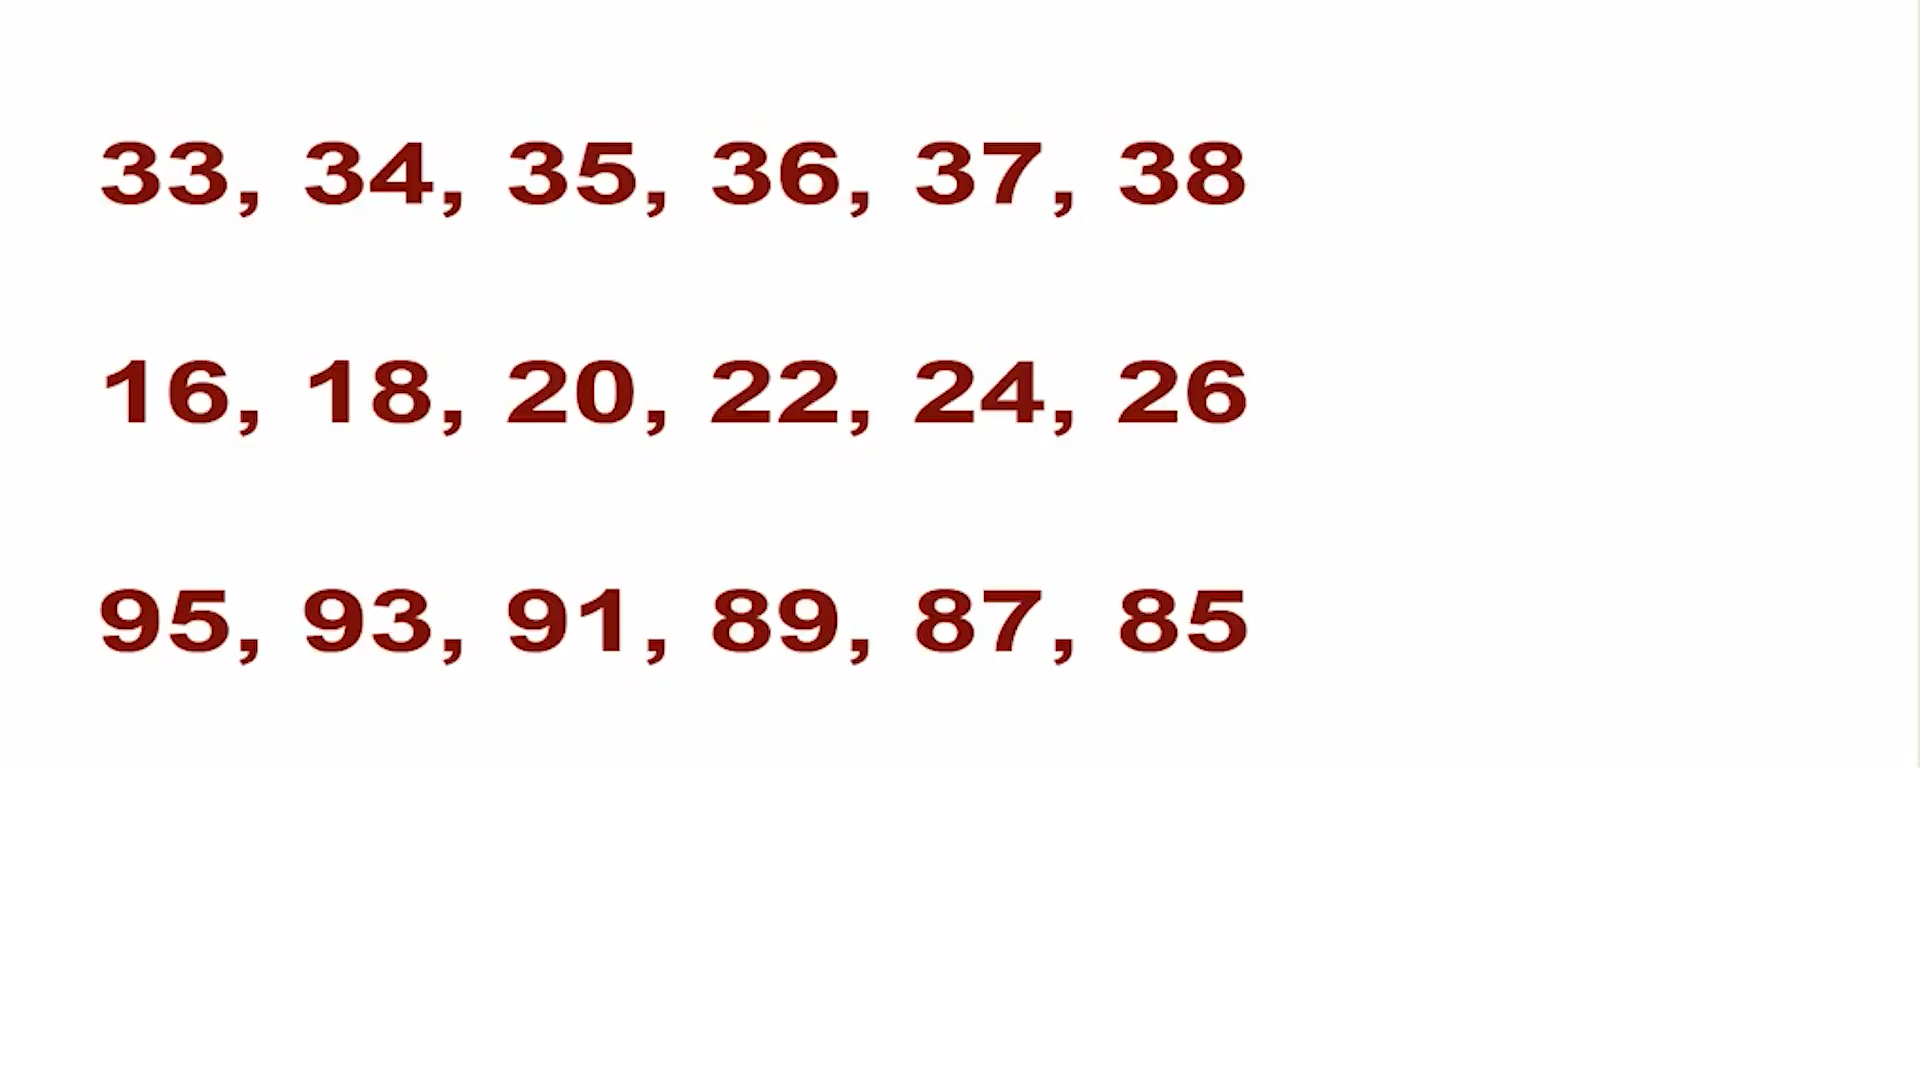 33, 34, 35, 36, 37, 38
16, 18, 20, 22, 24, 26
95, 93, 91, 89, 87, 85